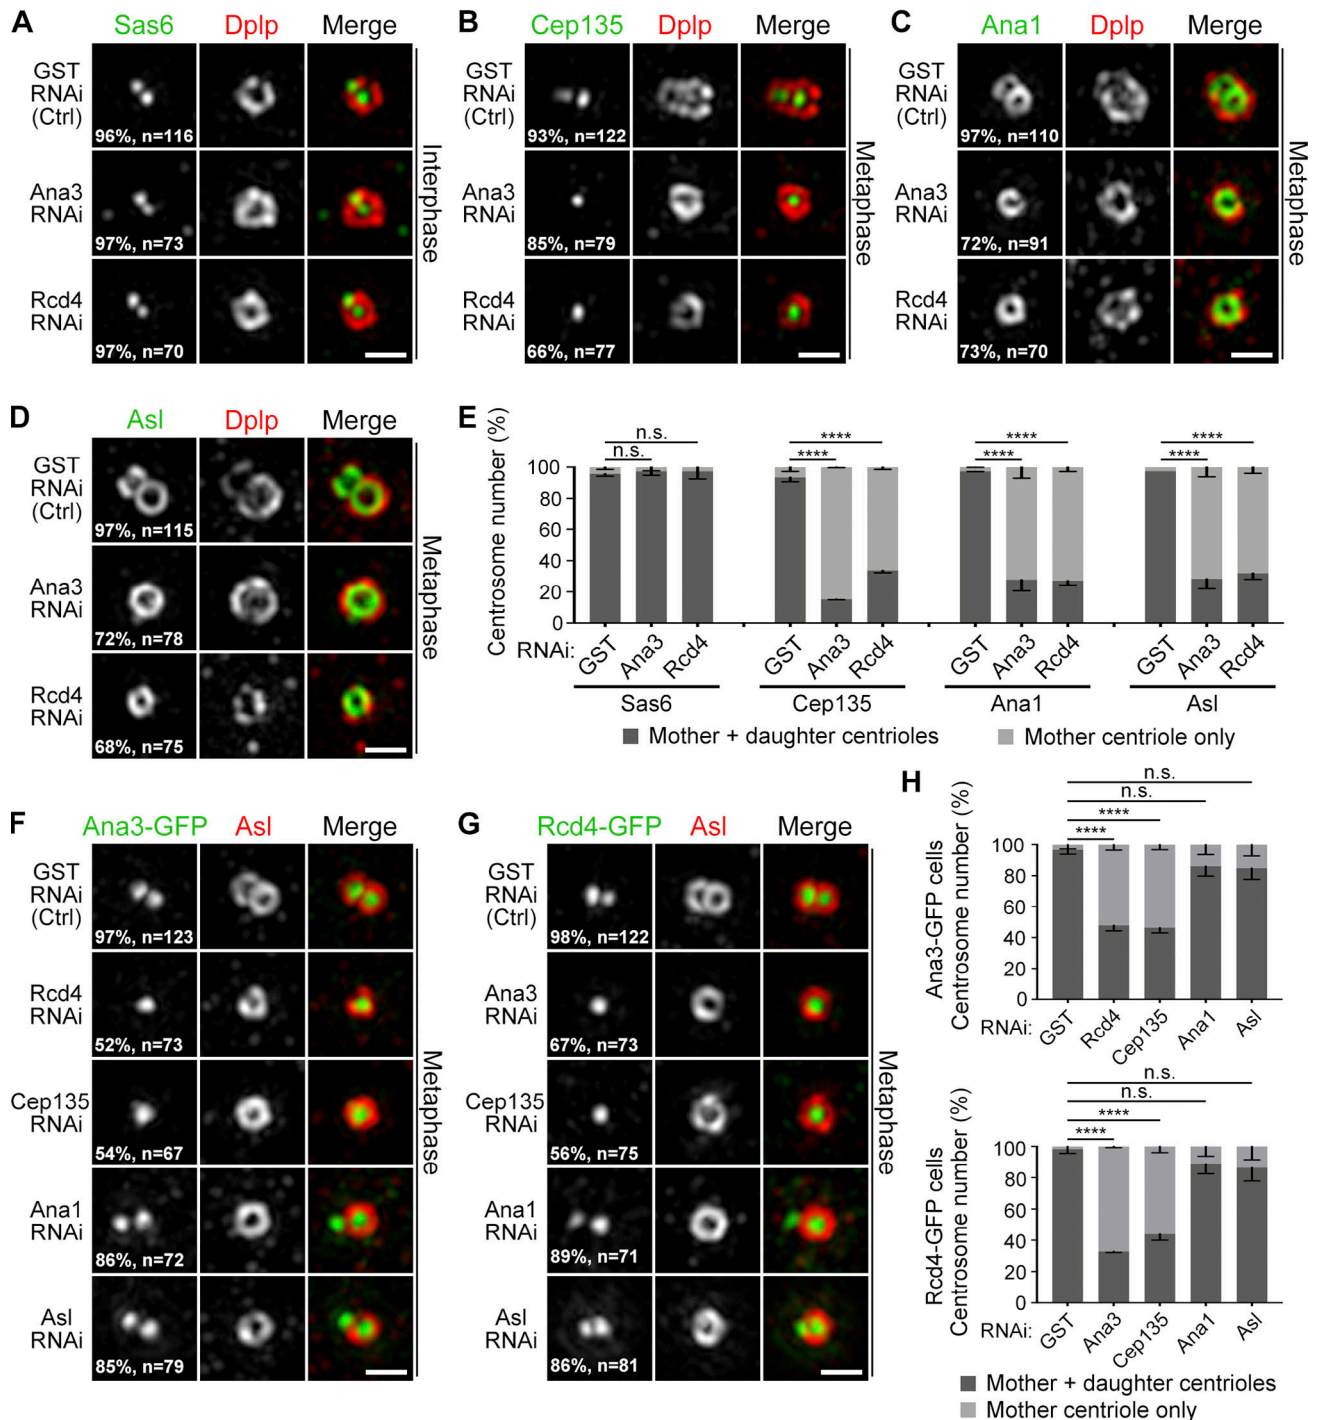 A
Sas6 Dplp Merge
GST
RNAi
(Ctrl)
96%, n=116
Ana3
RNAi
97%, n=73
Rcd4
RNAi
97%, n=70
Interphase
B
Cep135 Dplp Merge
GST
RNAi
(Ctrl)
93%, n=122
Ana3
RNAi
85%, n=79
Rcd4
RNAi
66%, n=77
Metaphase
C
Ana1 Dplp Merge
GST
RNAi
(Ctrl)
97%, n=110
Ana3
RNAi
72%, n=91
Rcd4
RNAi
73%, n=70
Metaphase
D
Asl Dplp Merge
GST
RNAi
(Ctrl)
97%, n=115
Ana3
RNAi
72%, n=78
Rcd4
RNAi
68%, n=75
Metaphase
E
Centrosome number (%)
100
80
60
40
20
0
n.s.
n.s.
****
****
****
****
****
****
RNAi: GST Ana3 Rcd4 GST Ana3 Rcd4 GST Ana3 Rcd4 GST Ana3 Rcd4
Sas6 Cep135 Ana1 Asl
Mother + daughter centrioles Mother centriole only
F
Ana3-GFP Asl Merge
GST
RNAi
(Ctrl)
97%, n=123
Rcd4
RNAi
52%, n=73
Cep135
RNAi
54%, n=67
Ana1
RNAi
86%, n=72
Asl
RNAi
85%, n=79
Metaphase
G
Rcd4-GFP Asl Merge
GST
RNAi
(Ctrl)
98%, n=122
Ana3
RNAi
67%, n=73
Cep135
RNAi
56%, n=75
Ana1
RNAi
89%, n=71
Asl
RNAi
86%, n=81
Metaphase
H
Ana3-GFP cells
Centrosome number (%)
n.s.
n.s.
****
****
100
80
60
40
20
0
RNAi: GST Rcd4 Cep135 Ana1 Asl
Rcd4-GFP cells
Centrosome number (%)
n.s.
n.s.
****
****
100
80
60
40
20
0
RNAi: GST Ana3 Cep135 Ana1 Asl
Mother + daughter centrioles
Mother centriole only